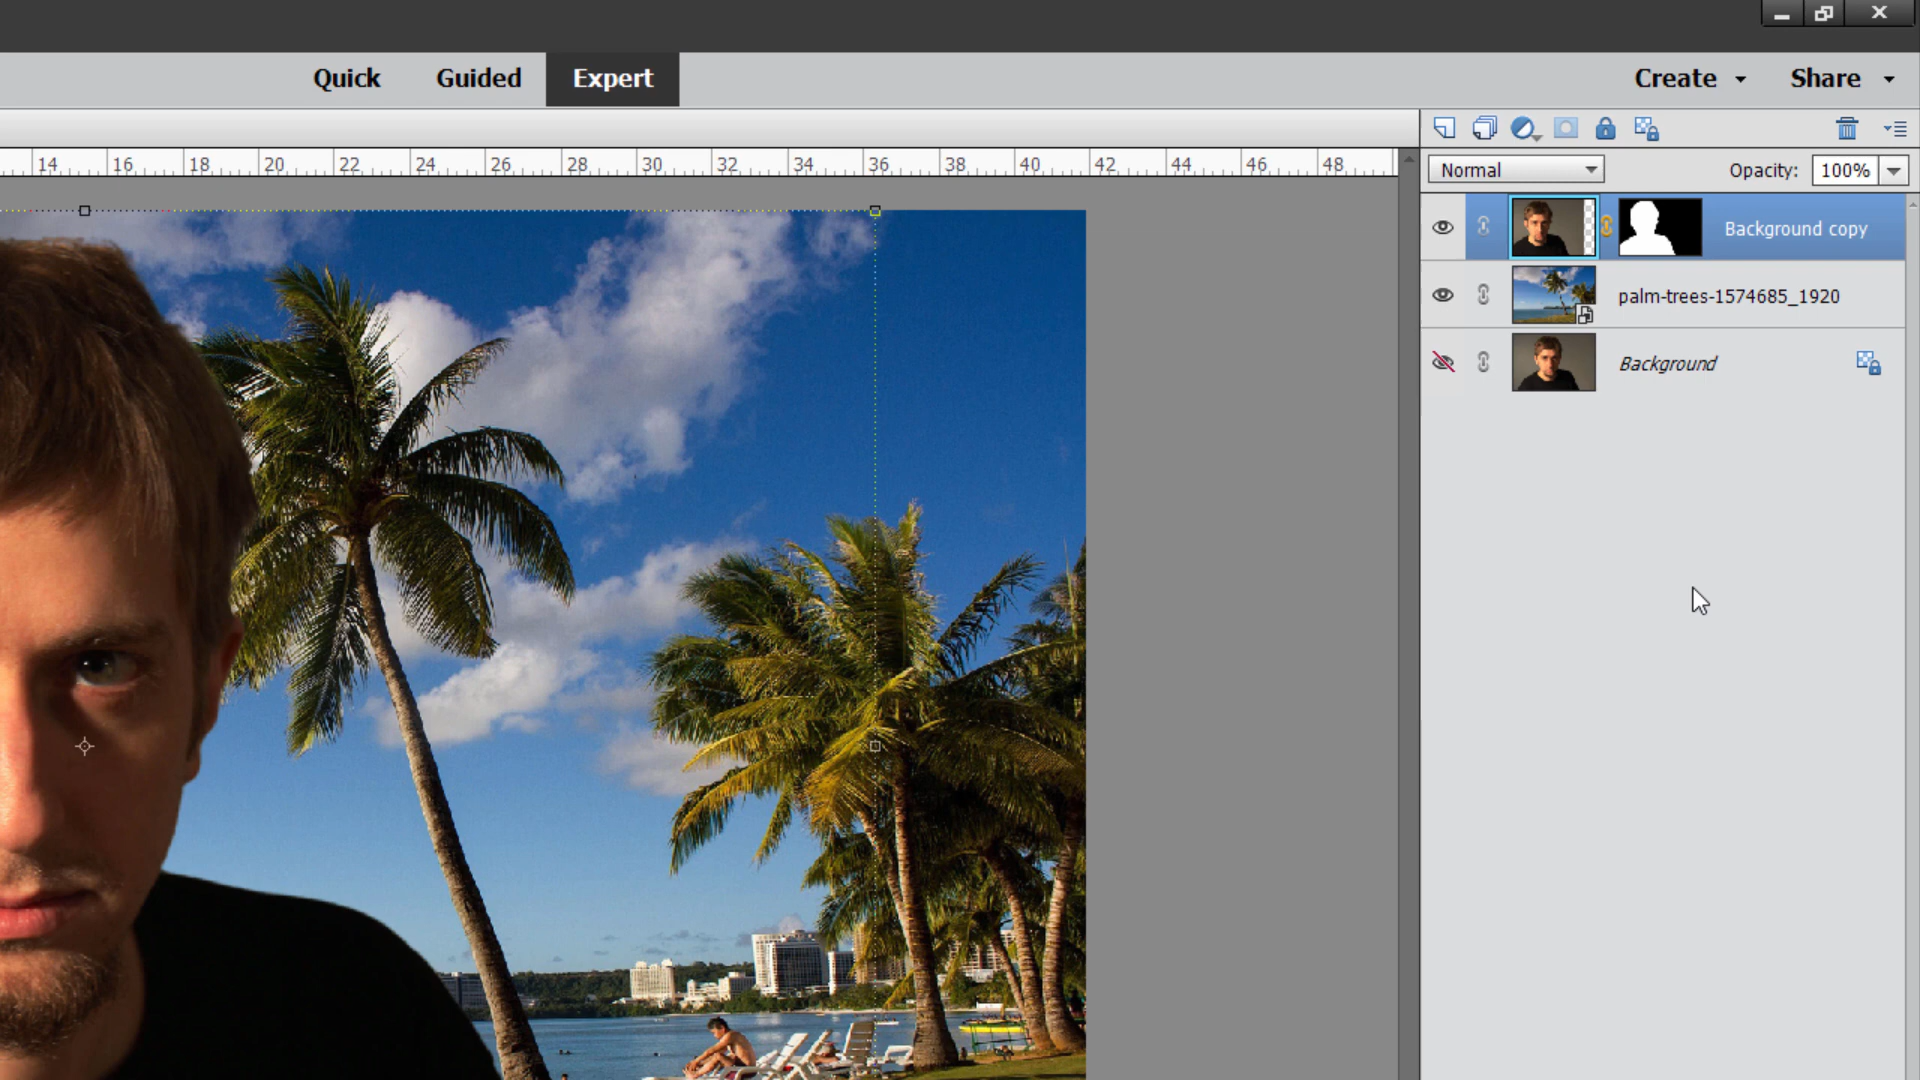 Quick Guided Expert Create Share
14 16 18 20 22 24 26 28 30 32 34 36 38 40 42 44 46 48
Normal Opacity: 100%
Background copy
palm-trees-1574685_1920
Background